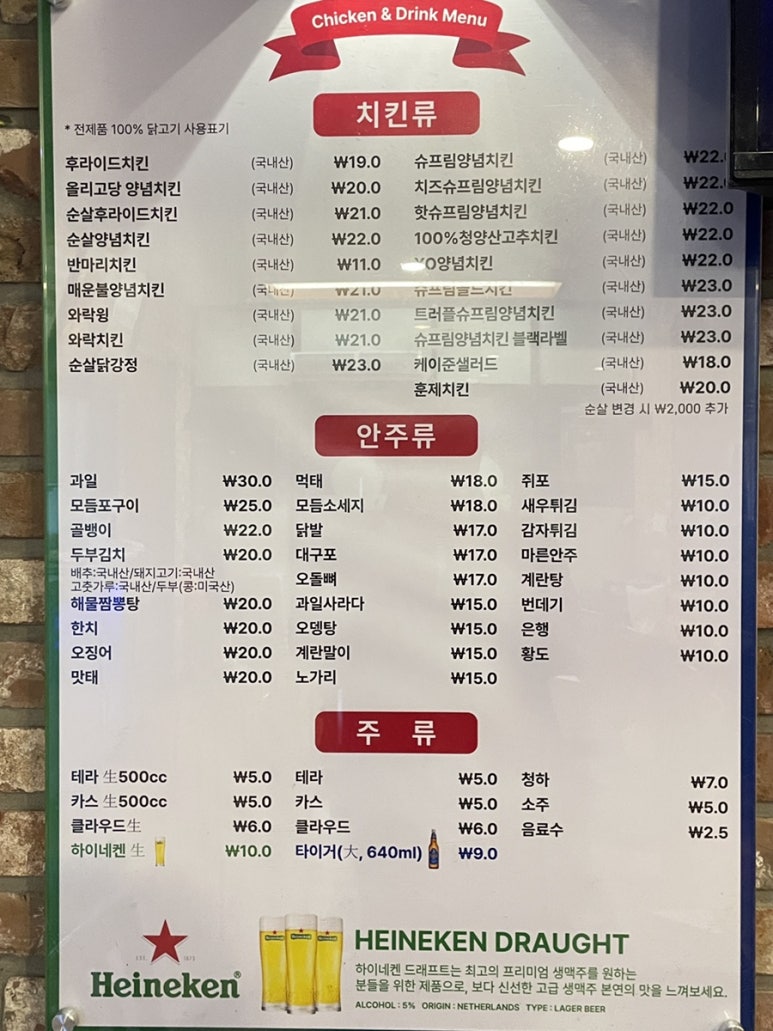 Chicken & Drink Menu
치킨류
* 전제품 100% 닭고기 사용표기
후라이드치킨 (국내산) ₩19.0
올리고당 양념치킨 (국내산) ₩20.0
순살후라이드치킨 (국내산) ₩21.0
순살양념치킨 (국내산) ₩22.0
반마리치킨 (국내산) ₩11.0
매운불양념치킨 (국내산) ₩21.0
와락윙 (국내산) ₩21.0
와락치킨 (국내산) ₩21.0
순살닭강정 (국내산) ₩23.0
슈프림양념치킨 (국내산) ₩22.
치즈슈프림양념치킨 (국내산) ₩22.
핫슈프림양념치킨 (국내산) ₩22.0
100%청양산고추치킨 (국내산) ₩22.0
XO양념치킨 (국내산) ₩22.0
슈프림골드치킨 (국내산) ₩23.0
트러플슈프림양념치킨 (국내산) ₩23.0
슈프림양념치킨 블랙라벨 (국내산) ₩23.0
케이준샐러드 (국내산) ₩18.0
훈제치킨 (국내산) ₩20.0
순살 변경 시 ₩2,000 추가
안주류
과일 ₩30.0
모듬포구이 ₩25.0
골뱅이 ₩22.0
두부김치 ₩20.0
배추:국내산/돼지고기:국내산
고춧가루:국내산/두부(콩:미국산)
해물짬뽕탕 ₩20.0
한치 ₩20.0
오징어 ₩20.0
맛태 ₩20.0
먹태 ₩18.0
모듬소세지 ₩18.0
닭발 ₩17.0
대구포 ₩17.0
오돌뼈 ₩17.0
과일사라다 ₩15.0
오뎅탕 ₩15.0
계란말이 ₩15.0
노가리 ₩15.0
쥐포 ₩15.0
새우튀김 ₩10.0
감자튀김 ₩10.0
마른안주 ₩10.0
계란탕 ₩10.0
번데기 ₩10.0
은행 ₩10.0
황도 ₩10.0
주 류
테라 生500cc ₩5.0
카스 生500cc ₩5.0
클라우드生 ₩6.0
하이네켄 生 ₩10.0
테라 ₩5.0
카스 ₩5.0
클라우드 ₩6.0
타이거(大, 640ml) ₩9.0
청하 ₩7.0
소주 ₩5.0
음료수 ₩2.5
EST. 1873
Heineken®
HEINEKEN DRAUGHT
하이네켄 드래프트는 최고의 프리미엄 생맥주를 원하는
분들을 위한 제품으로, 보다 신선한 고급 생맥주 본연의 맛을 느껴보세요.
ALCOHOL : 5% ORIGIN : NETHERLANDS TYPE : LAGER BEER